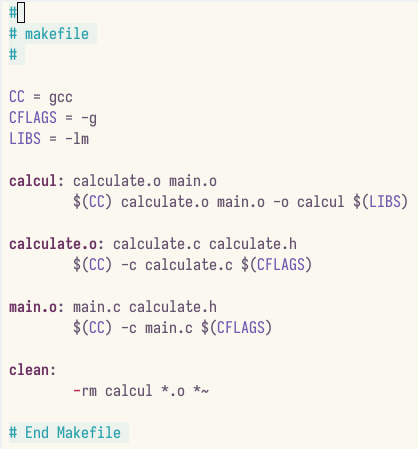 #
# makefile
#
CC = gcc
CFLAGS = -g
LIBS = -lm
calcul: calculate.o main.o
$(CC) calculate.o main.o -o calcul $(LIBS)
calculate.o: calculate.c calculate.h
$(CC) -c calculate.c $(CFLAGS)
main.o: main.c calculate.h
$(CC) -c main.c $(CFLAGS)
clean:
-rm calcul *.o *~
# End Makefile